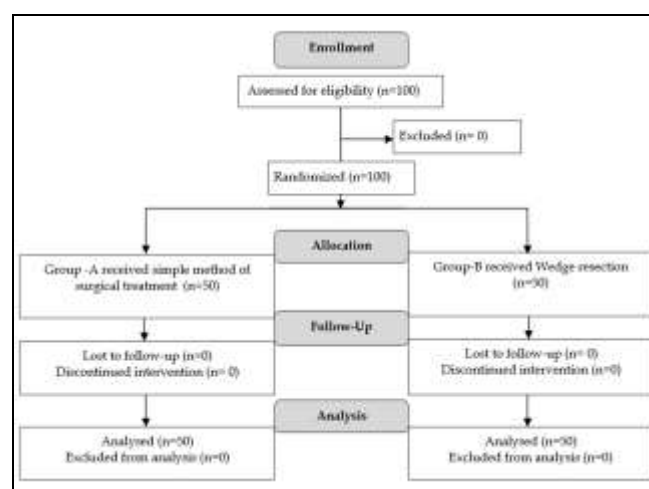 Enrollment
Assessed for eligibility (n=100)
Excluded (n= 0)
Randomized (n=100)
Allocation
Group -A received simple method of
surgical treatment (n=50)
Group-B received Wedge resection
(n=50)
Follow-Up
Lost to follow-up (n=0)
Discontinued intervention (n= 0)
Lost to follow-up (n= 0)
Discontinued intervention (n=0)
Analysis
Analysed (n=50)
Excluded from analysis (n=0)
Analysed (n=50)
Excluded from analysis (n=0)